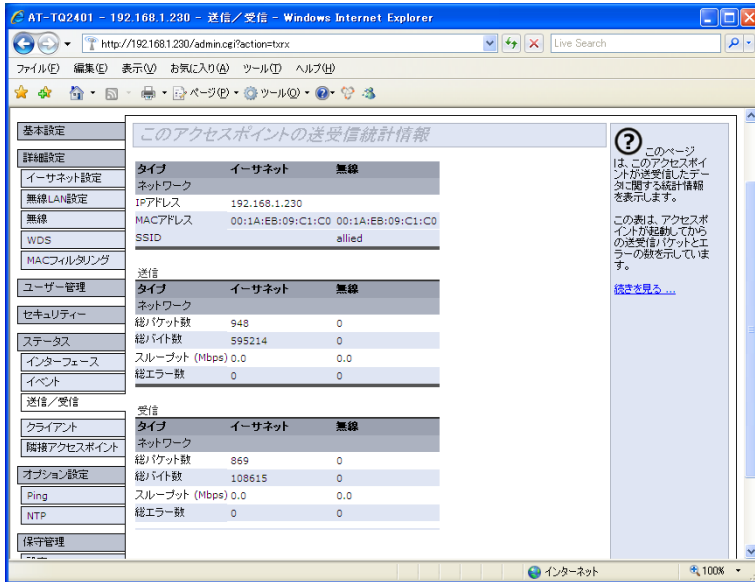 AT-TQ2401 - 192.168.1.230 - 送信／受信 - Windows Internet Explorer
http://192.168.1.230/admin.cgi?action=txrx
Live Search
ファイル(F) 編集(E) 表示(V) お気に入り(A) ツール(T) ヘルプ(H)
ページ(P) ツール(O)
基本設定
詳細設定
イーサネット設定
無線LAN設定
無線
WDS
MACフィルタリング
ユーザー管理
セキュリティー
ステータス
インターフェース
イベント
送信／受信
クライアント
隣接アクセスポイント
オプション設定
Ping
NTP
保守管理
このアクセスポイントの送受信統計情報
タイプ イーサネット 無線
ネットワーク
IPアドレス 192.168.1.230
MACアドレス 00:1A:EB:09:C1:C0 00:1A:EB:09:C1:C0
SSID allied
送信
タイプ イーサネット 無線
ネットワーク
総パケット数 948 0
総バイト数 595214 0
スループット (Mbps) 0.0 0.0
総エラー数 0 0
受信
タイプ イーサネット 無線
ネットワーク
総パケット数 869 0
総バイト数 108615 0
スループット (Mbps) 0.0 0.0
総エラー数 0 0
このページ
は、このアクセスポイ
ントが送受信したデー
タに関する統計情報
を表示します。
この表は、アクセスポ
イントが起動してから
の送受信パケットとエ
ラーの数を示していま
す。
続きを見る ...
インターネット
100%